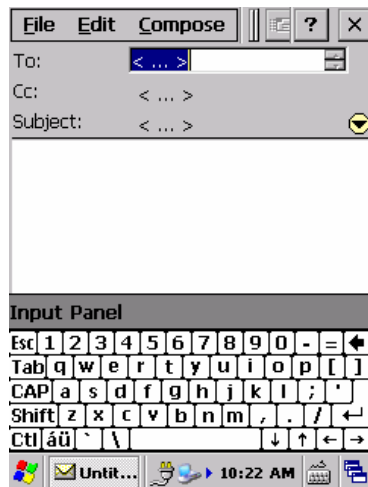 File Edit Compose ? ×
To: < ... >
Cc: < ... >
Subject: < ... >
Input Panel
Esc 1 2 3 4 5 6 7 8 9 0 - = ←
Tab q w e r t y u i o p [ ]
CAP a s d f g h j k l ; '
Shift z x c v b n m , . / ↵
Ctl áü ` \ ↓ ↑ ← →
Untit... 10:22 AM